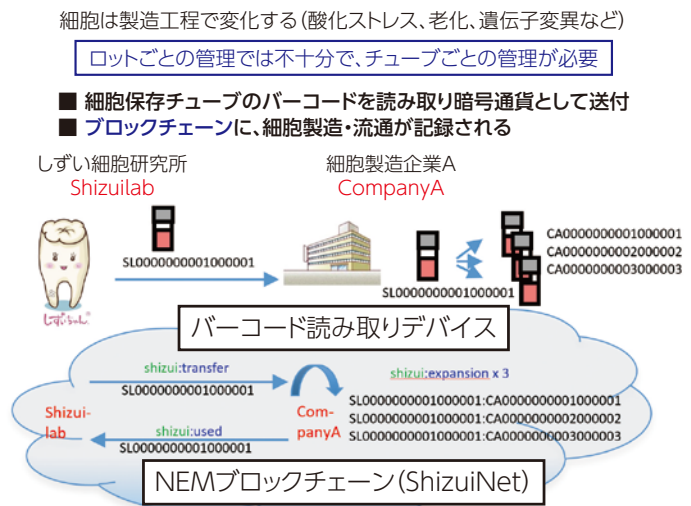 細胞は製造工程で変化する(酸化ストレス、老化、遺伝子変異など)
ロットごとの管理では不十分で、チューブごとの管理が必要
■ 細胞保存チューブのバーコードを読み取り暗号通貨として送付
■ ブロックチェーンに、細胞製造・流通が記録される
しずい細胞研究所
Shizuilab
細胞製造企業A
CompanyA
SL0000000001000001
SL0000000001000001
CA0000000001000001
CA0000000002000002
CA0000000003000003
しずいちゃん
バーコード読み取りデバイス
shizui:transfer
SL0000000001000001
shizui:expansion x 3
Shizui-
lab
Com-
panyA
SL0000000001000001:CA0000000001000001
SL0000000001000001:CA0000000002000002
SL0000000001000001:CA0000000003000003
shizui:used
SL0000000001000001
NEMブロックチェーン(ShizuiNet)